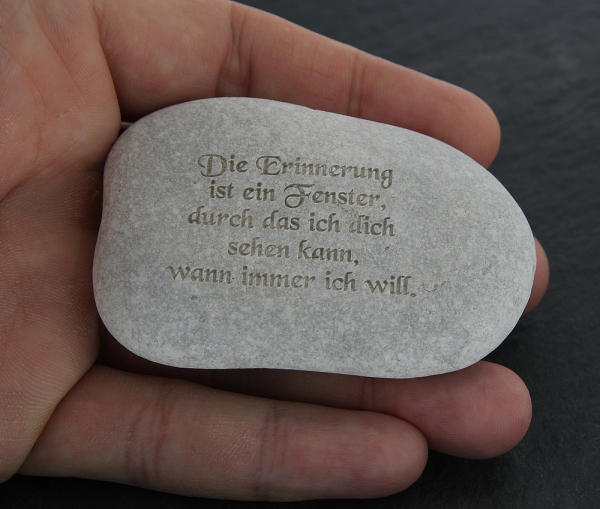 Die Erinnerung
ist ein Fenster,
durch das ich dich
sehen kann,
wann immer ich will.